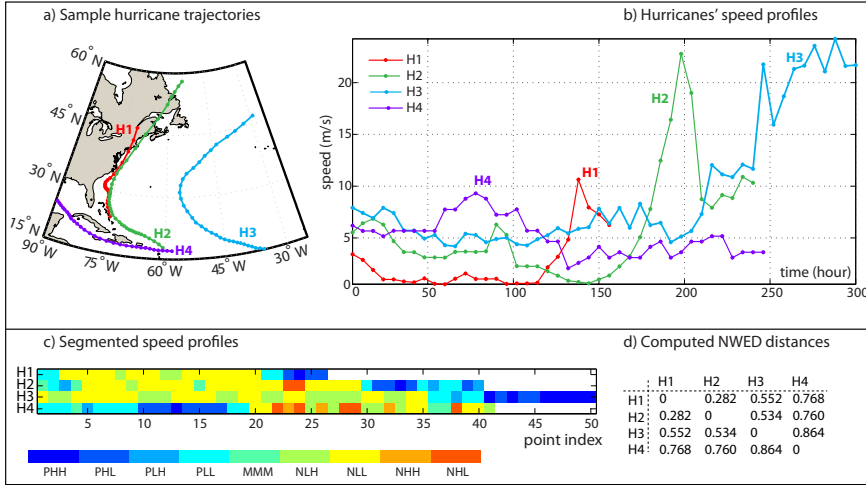 a) Sample hurricane trajectories
60°N
45°N
30°N
15°N
90°W
75°W
60°W
45°W
30°W
H1
H2
H3
H4
b) Hurricanes' speed profiles
speed (m/s)
20
15
10
5
0
0
50
100
150
200
250
300
time (hour)
H1
H2
H3
H4
H4
H1
H2
H3
c) Segmented speed profiles
H1
H2
H3
H4
5 10 15 20 25 30 35 40 45 50
point index
PHH PHL PLH PLL MMM NLH NLL NHH NHL
d) Computed NWED distances
H1 H2 H3 H4
H1 0 0.282 0.552 0.768
H2 0.282 0 0.534 0.760
H3 0.552 0.534 0 0.864
H4 0.768 0.760 0.864 0